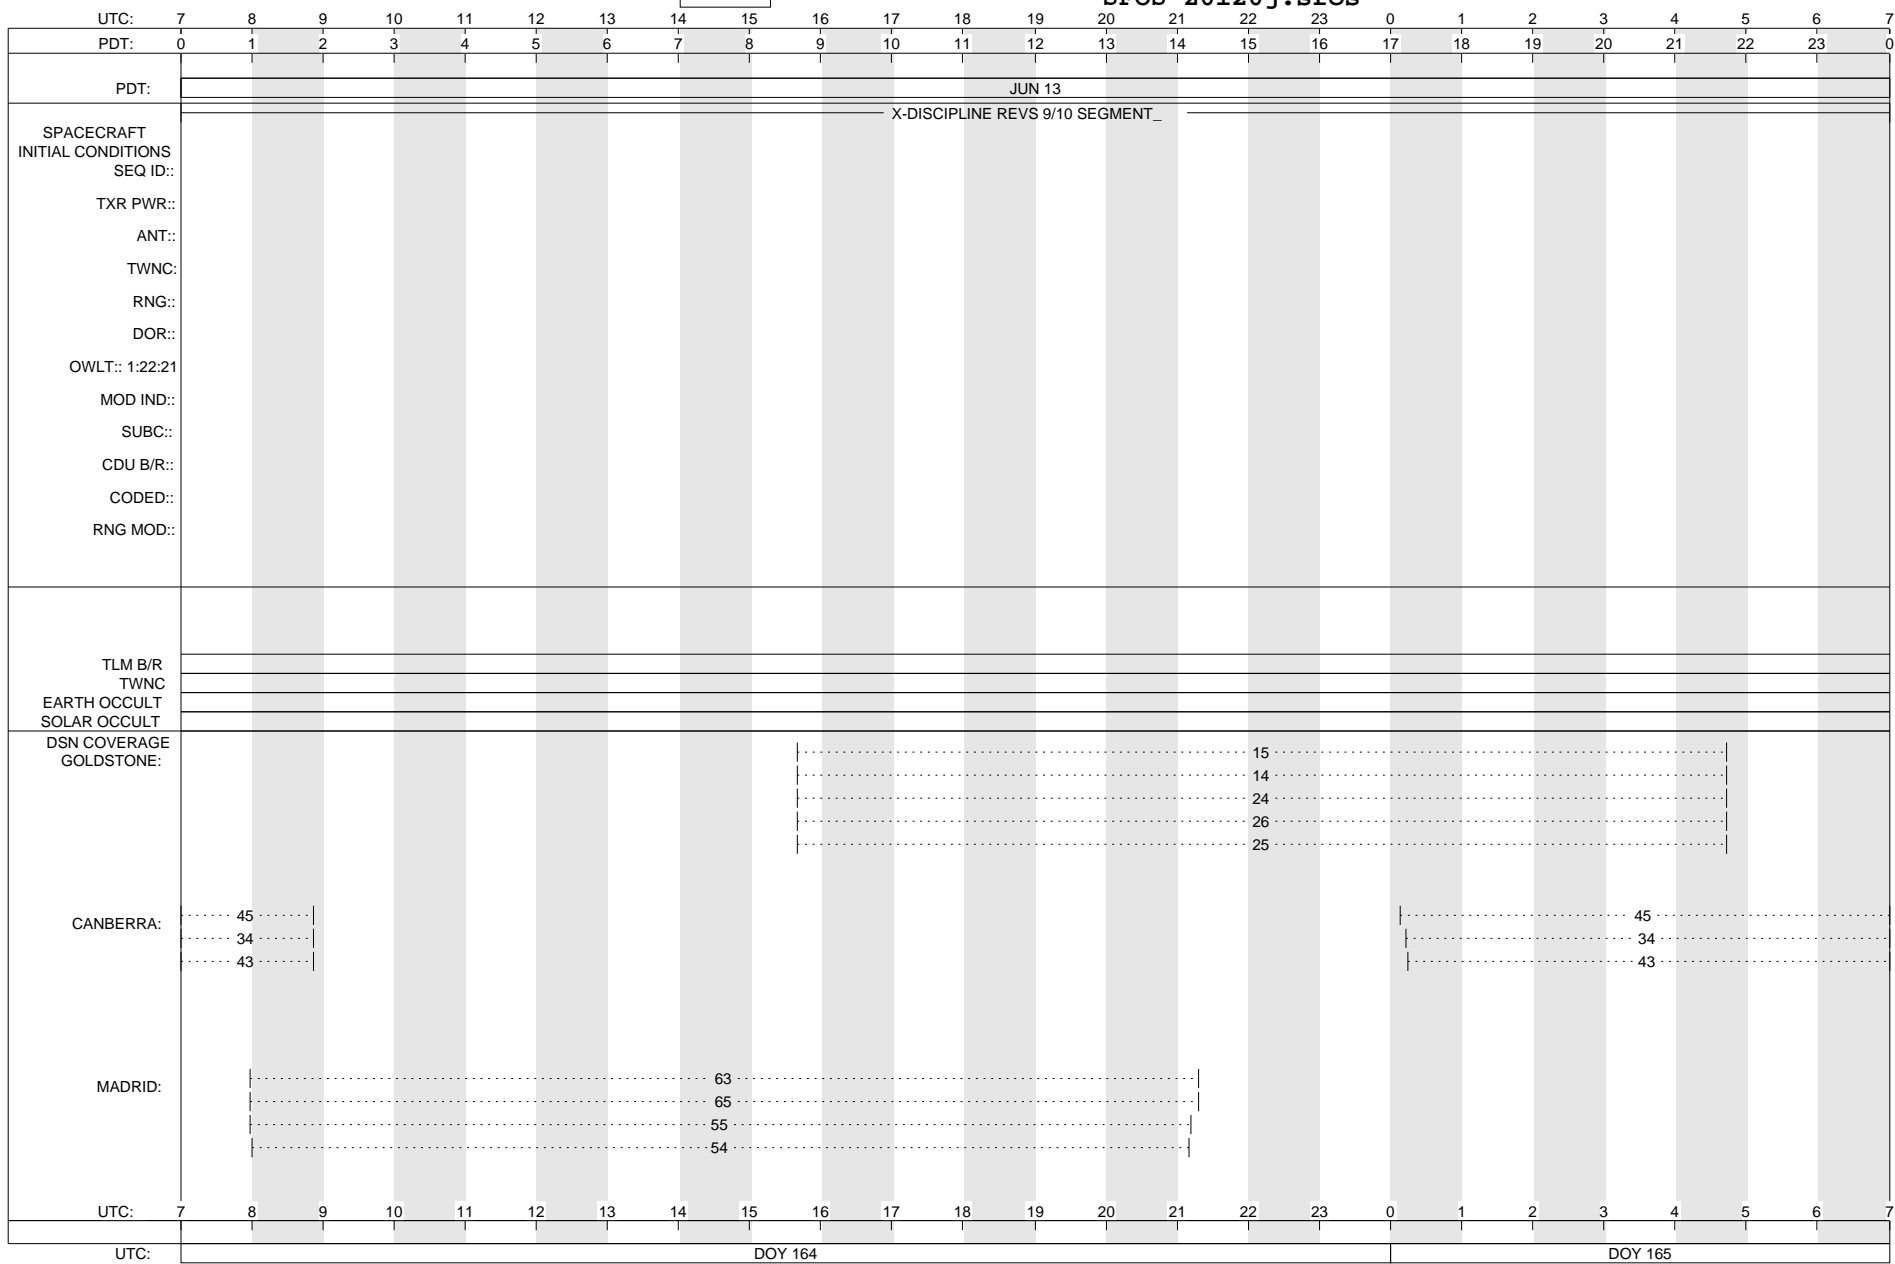 UTC: 7 8 9 10 11 12 13 14 15 16 17 18 19 20 21 22 23 0 1 2 3 4 5 6 7
PDT: 0 1 2 3 4 5 6 7 8 9 10 11 12 13 14 15 16 17 18 19 20 21 22 23 0
PDT: JUN 13
X-DISCIPLINE REVS 9/10 SEGMENT_
SPACECRAFT
INITIAL CONDITIONS
SEQ ID::
TXR PWR::
ANT::
TWNC:
RNG::
DOR::
OWLT:: 1:22:21
MOD IND::
SUBC::
CDU B/R::
CODED::
RNG MOD::
TLM B/R
TWNC
EARTH OCCULT
SOLAR OCCULT
DSN COVERAGE
GOLDSTONE:
15
14
24
26
25
CANBERRA:
45 45
34 34
43 43
MADRID:
63
65
55
54
UTC: 7 8 9 10 11 12 13 14 15 16 17 18 19 20 21 22 23 0 1 2 3 4 5 6 7
UTC: DOY 164 DOY 165